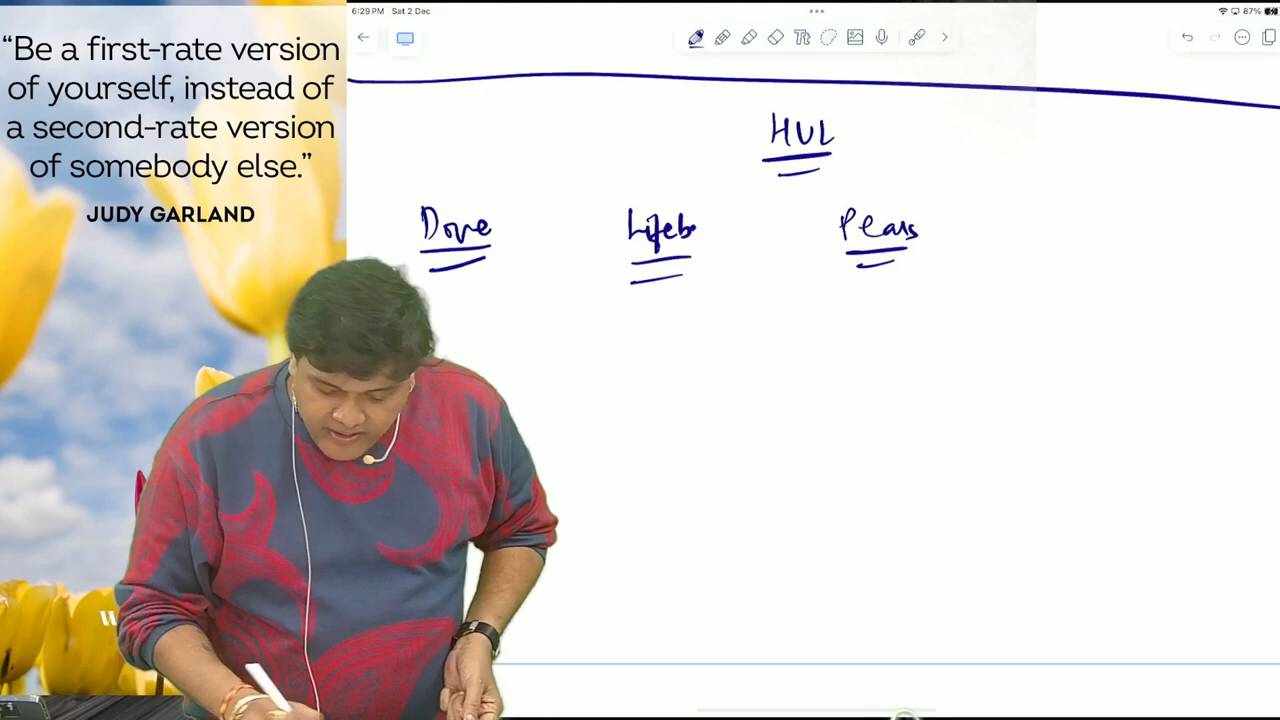 6:29 PM Sat 2 Dec
87%
“Be a first-rate version
of yourself, instead of
a second-rate version
of somebody else.”
JUDY GARLAND
HUL
Dove
Lifeb
Pears